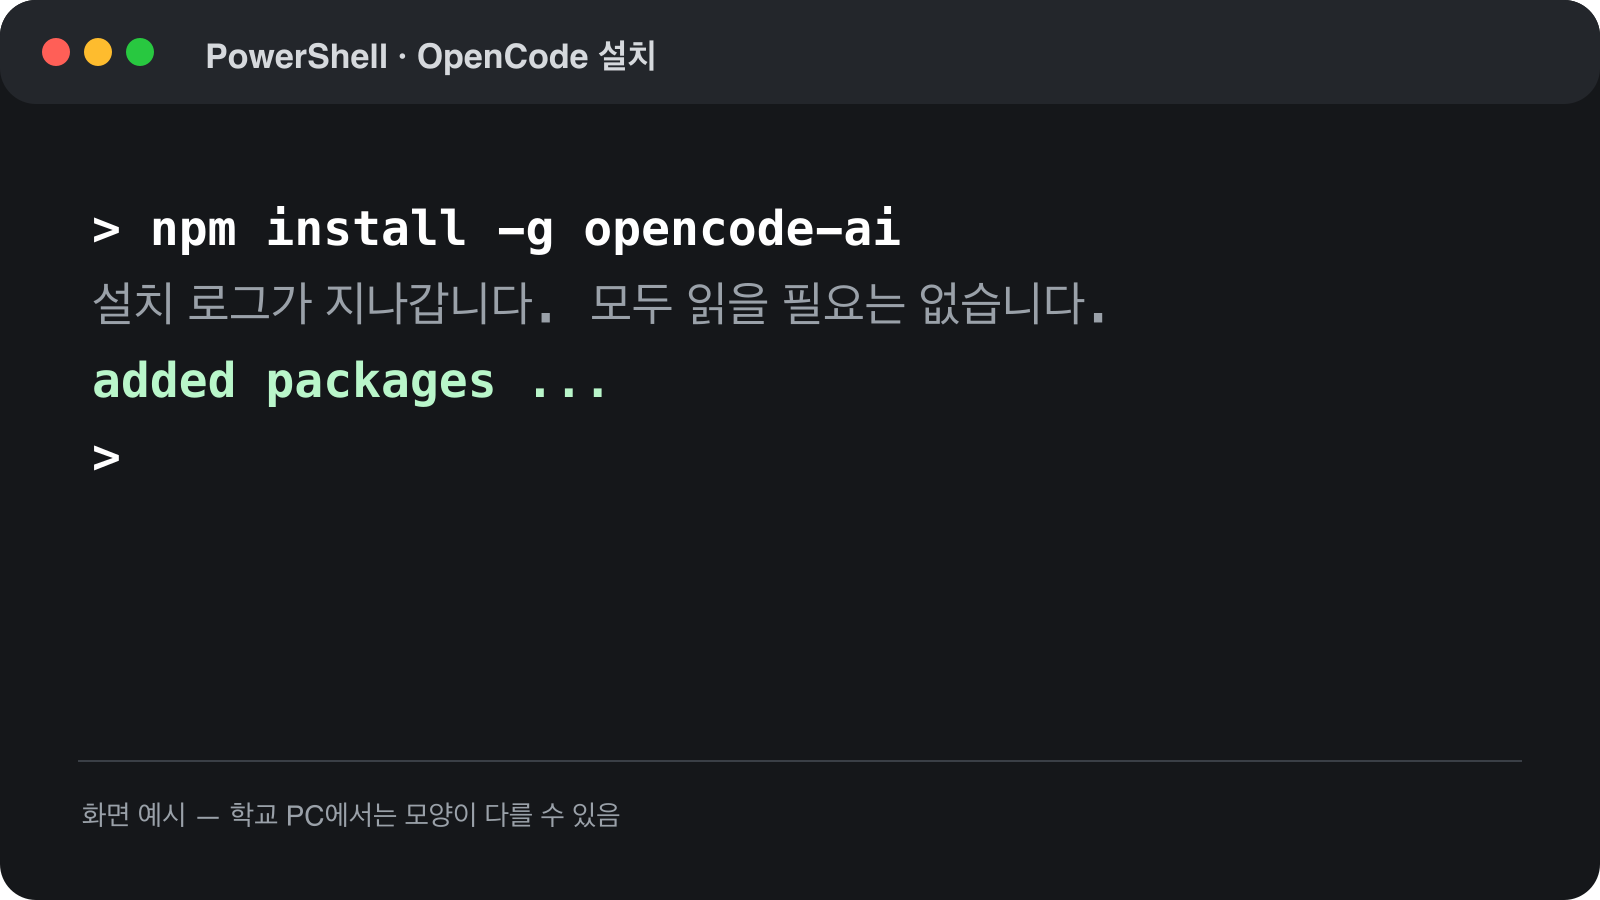 PowerShell · OpenCode 설치
> npm install -g opencode-ai
설치 로그가 지나갑니다. 모두 읽을 필요는 없습니다.
added packages ...
>
화면 예시 — 학교 PC에서는 모양이 다를 수 있음